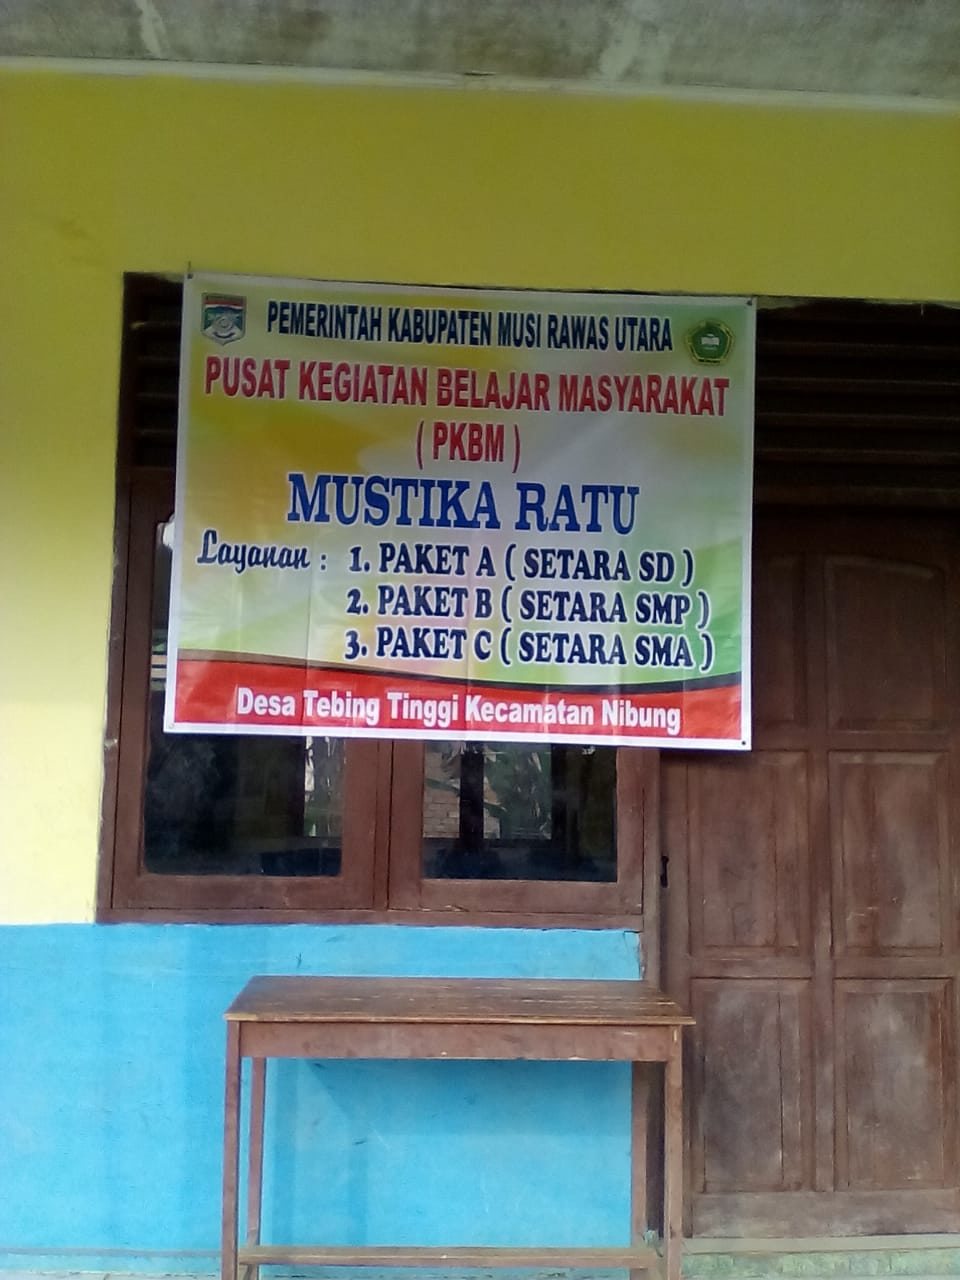 PEMERINTAH KABUPATEN MUSI RAWAS UTARA
PUSAT KEGIATAN BELAJAR MASYARAKAT
( PKBM )
MUSTIKA RATU
Layanan : 1. PAKET A ( SETARA SD )
2. PAKET B ( SETARA SMP )
3. PAKET C ( SETARA SMA )
Desa Tebing Tinggi Kecamatan Nibung